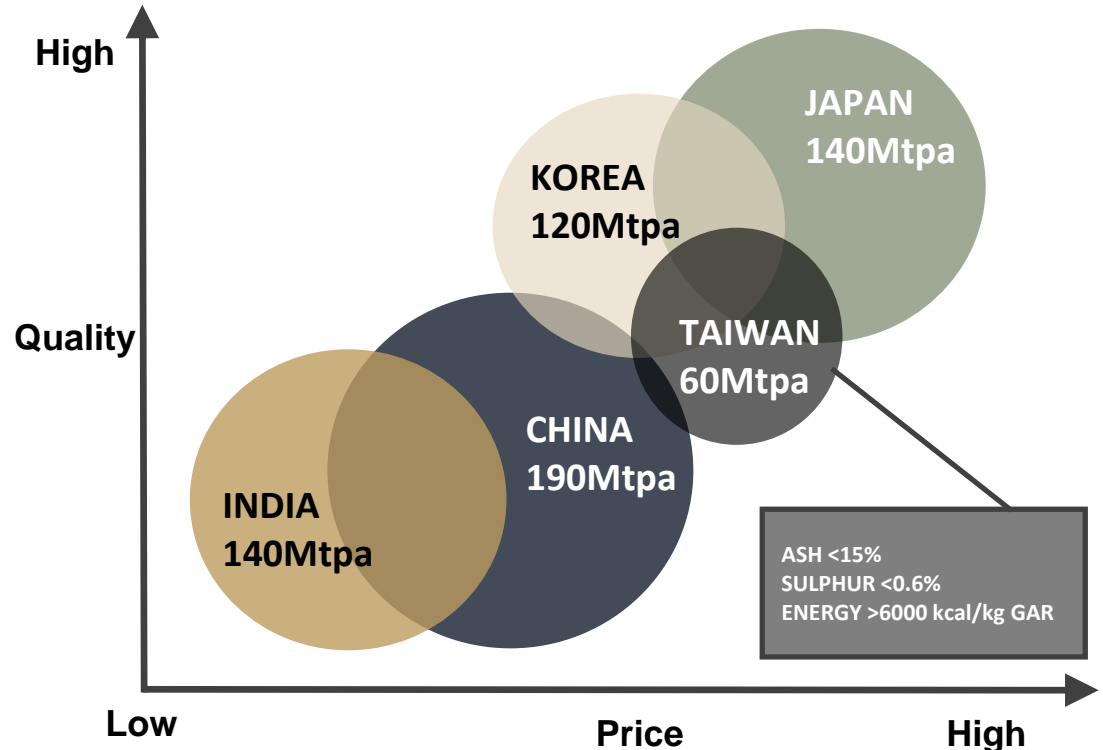 High
JAPAN
140Mtpa
KOREA
120Mtpa
Quality
TAIWAN
60Mtpa
CHINA
190Mtpa
INDIA
140Mtpa
ASH <15%
SULPHUR <0.6%
ENERGY >6000 kcal/kg GAR
Low
Price
High